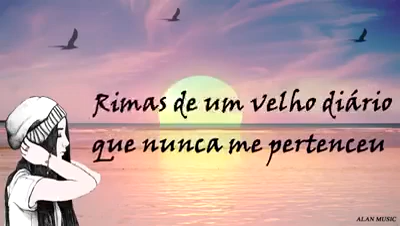 Rimas de um velho diário
que nunca me pertenceu
ALAN MUSIC